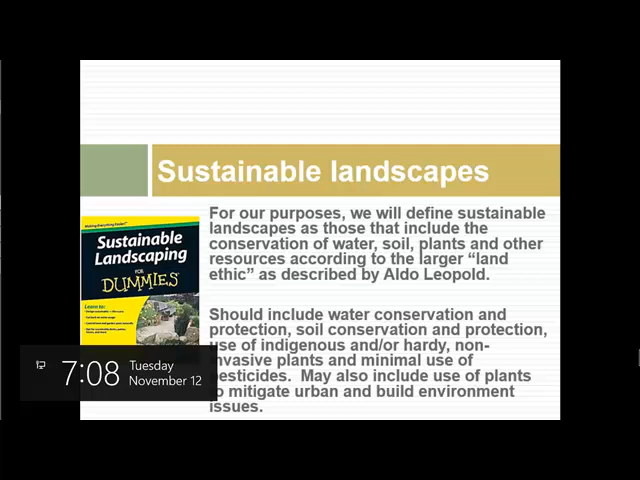 Sustainable landscapes
For our purposes, we will define sustainable
landscapes as those that include the
conservation of water, soil, plants and other
resources according to the larger “land
ethic” as described by Aldo Leopold.
Should include water conservation and
protection, soil conservation and protection,
use of indigenous and/or hardy, non-
invasive plants and minimal use of
pesticides. May also include use of plants
to mitigate urban and build environment
issues.
Making Everything Easier!
Sustainable
Landscaping
FOR
DUMMIES
Learn to:
7:08
Tuesday
November 12